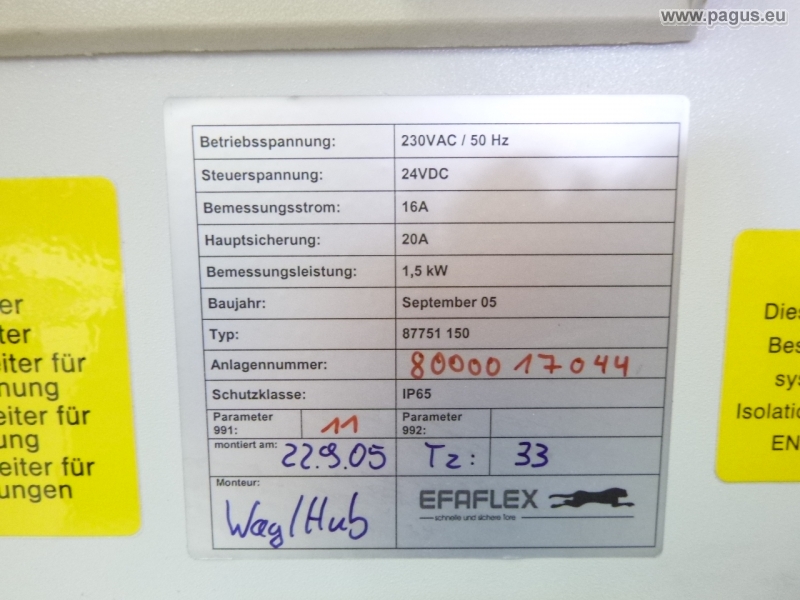 www.pagus.eu
Betriebsspannung: 230VAC / 50 Hz
Steuerspannung: 24VDC
Bemessungsstrom: 16A
Hauptsicherung: 20A
Bemessungsleistung: 1,5 kW
Baujahr: September 05
Typ: 87751 150
Anlagennummer: 8000017044
Schutzklasse: IP65
Parameter 991: 11 Parameter 992:
montiert am: 22.9.05 Tz: 33
Monteur: Wag/Hub
EFAFLEX
schnelle und sichere Tore
er
ter
eiter für
nung
eiter für
ung
eiter für
ungen
Dies
Bes
sys
Isolatio
EN